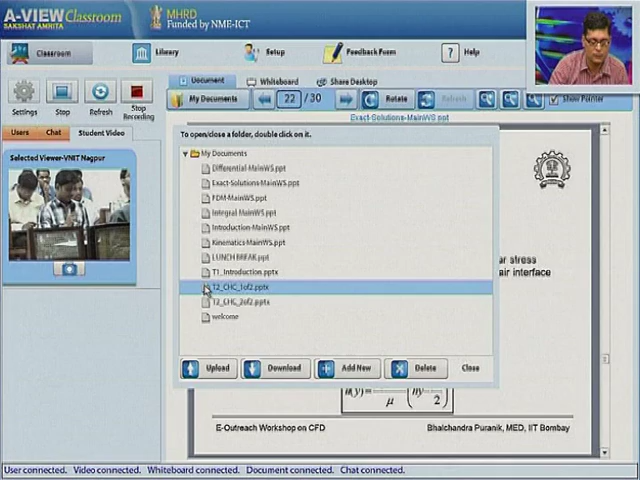 A-VIEW Classroom
SAKSHAT AMRITA
MHRD
Funded by NME-ICT
Classroom
Library
Setup
Feedback Form
? Help
Settings
Stop
Refresh
Stop Recording
Document
Whiteboard
Share Desktop
My Documents
22 / 30
Rotate
Refresh
Show Pointer
Users
Chat
Student Video
Exact-Solutions-MainWS.ppt
Selected Viewer-VNIT Nagpur
To open/close a folder, double click on it.
My Documents
Differential-MainWS.ppt
Exact-Solutions-MainWS.ppt
FDM-MainWS.ppt
Integral-MainWS.ppt
Introduction-MainWS.ppt
Kinematics-MainWS.ppt
LUNCH BREAK.ppt
T1_Introduction.pptx
T2_CHC_1of2.pptx
T2_CHC_2of2.pptx
welcome
ar stress
air interface
Upload
Download
Add New
Delete
Close
E-Outreach Workshop on CFD
Bhalchandra Puranik, MED, IIT Bombay
User connected. Video connected. Whiteboard connected. Document connected. Chat connected.